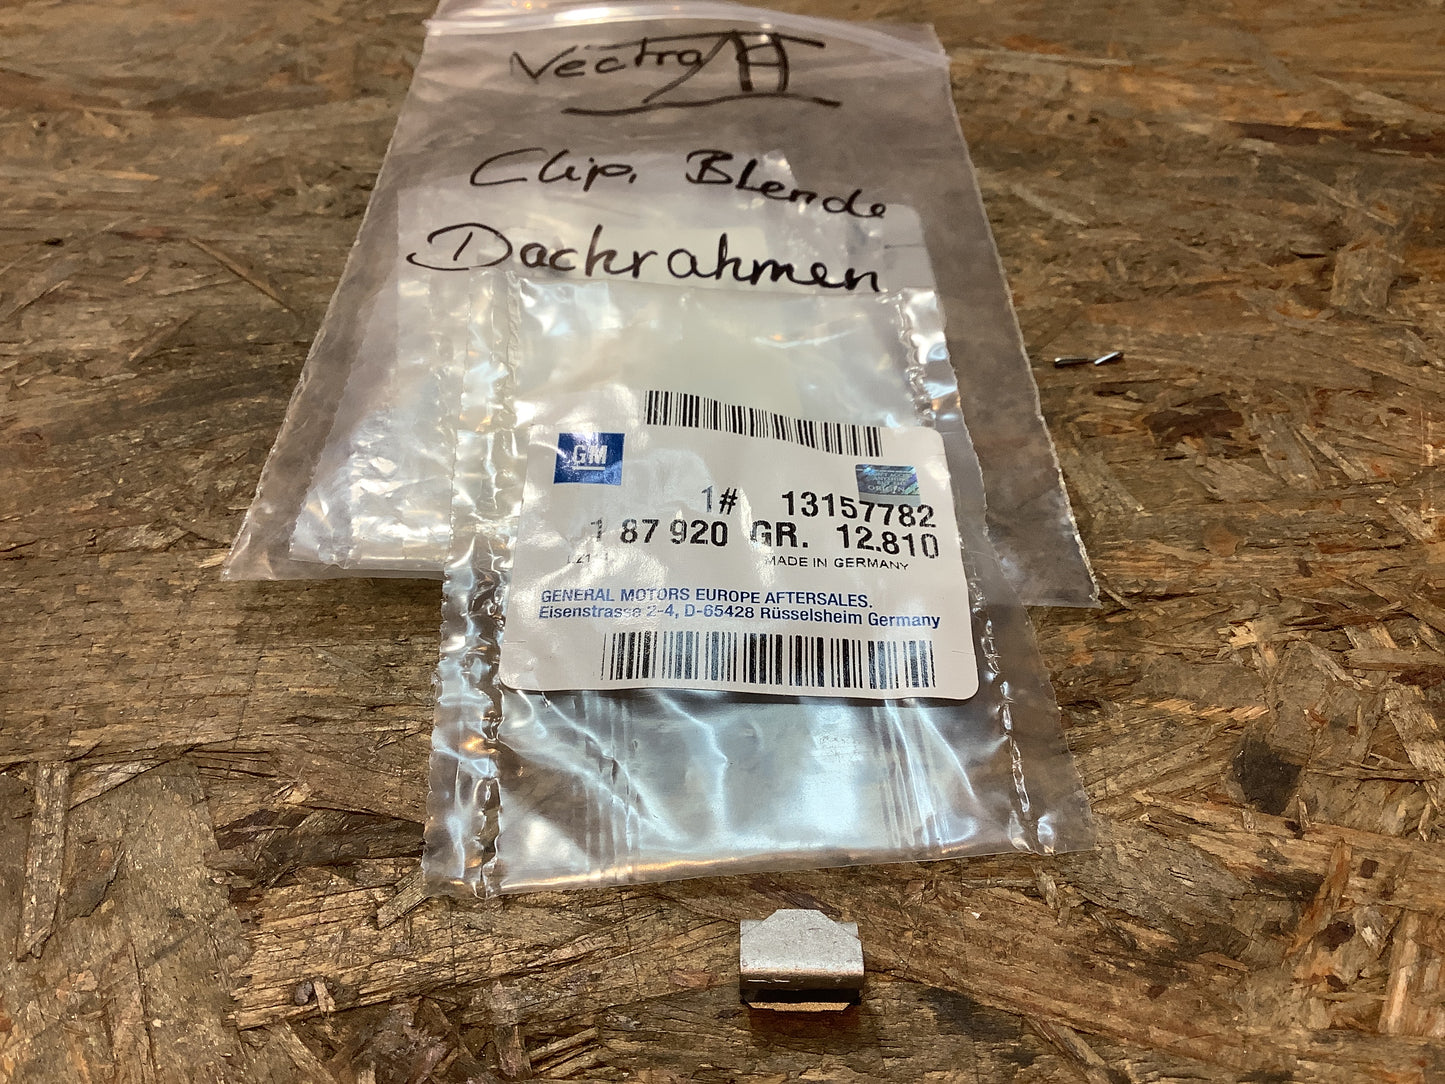 Vectra
Clip, Blende
Dachrahmen
GM
1# 13157782
1 87 920 GR. 12.810
MADE IN GERMANY
GENERAL MOTORS EUROPE AFTERSALES.
Eisenstrasse 2-4, D-65428 Rüsselsheim Germany